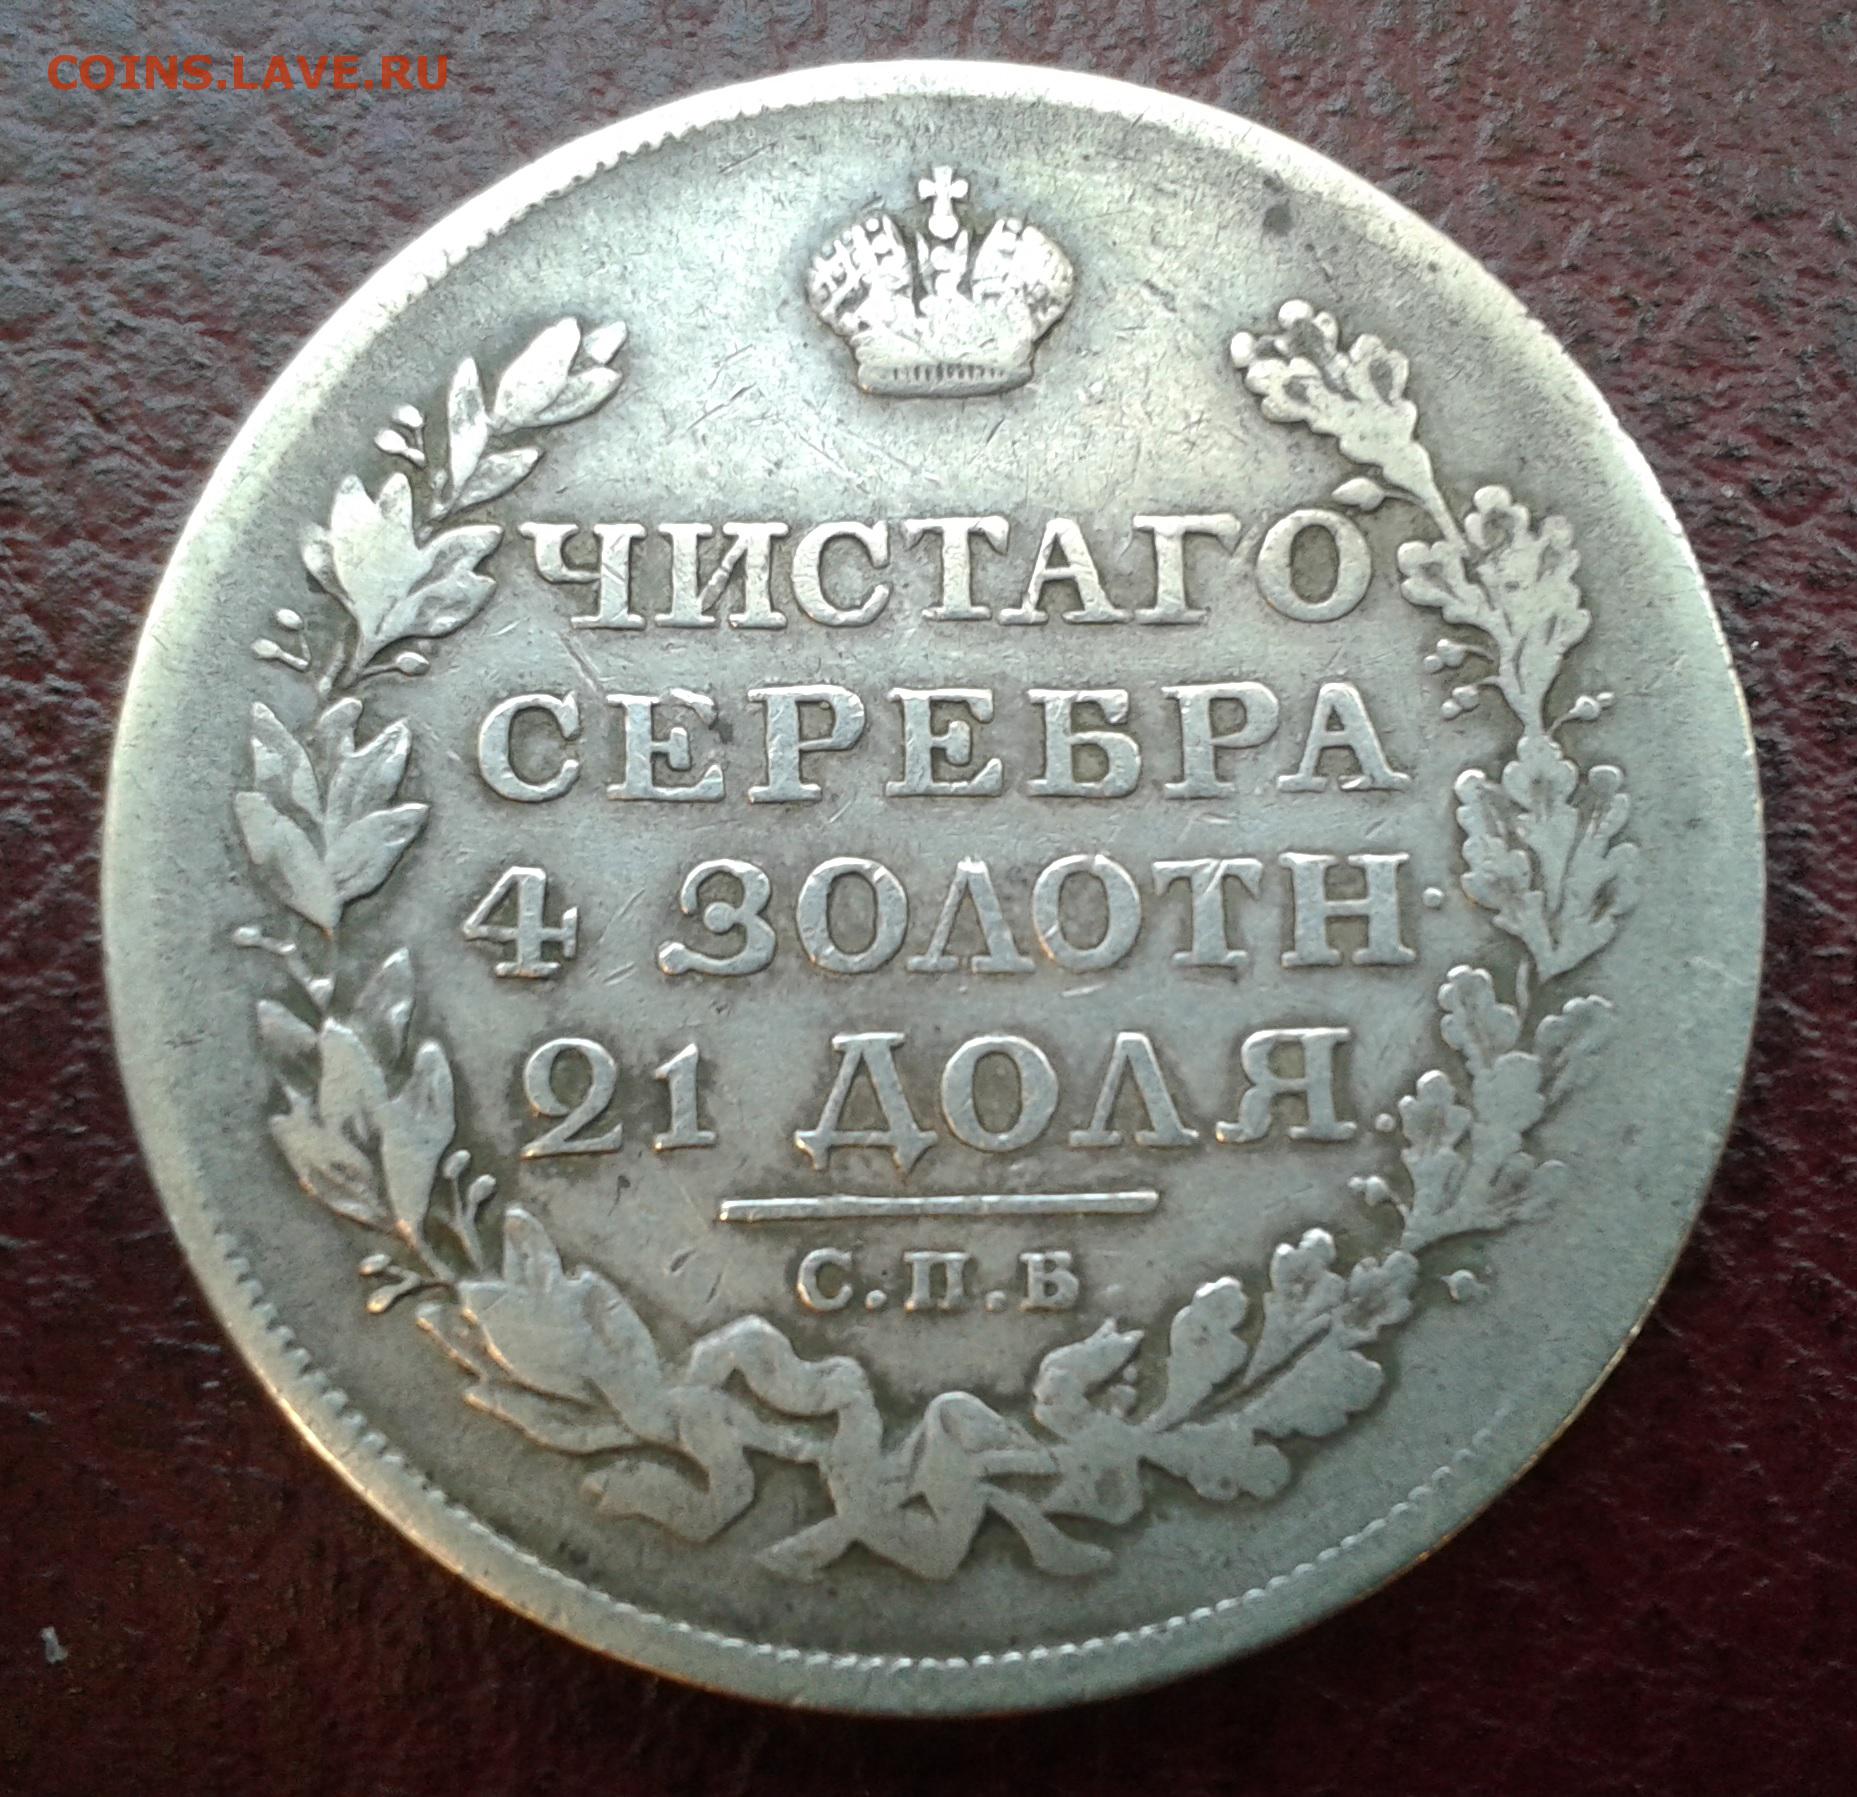 COINS.LAVE.RU
ЧИСТАГО
СЕРЕБРА
4 ЗОЛОТН.
21 ДОЛЯ.
С.П.Б